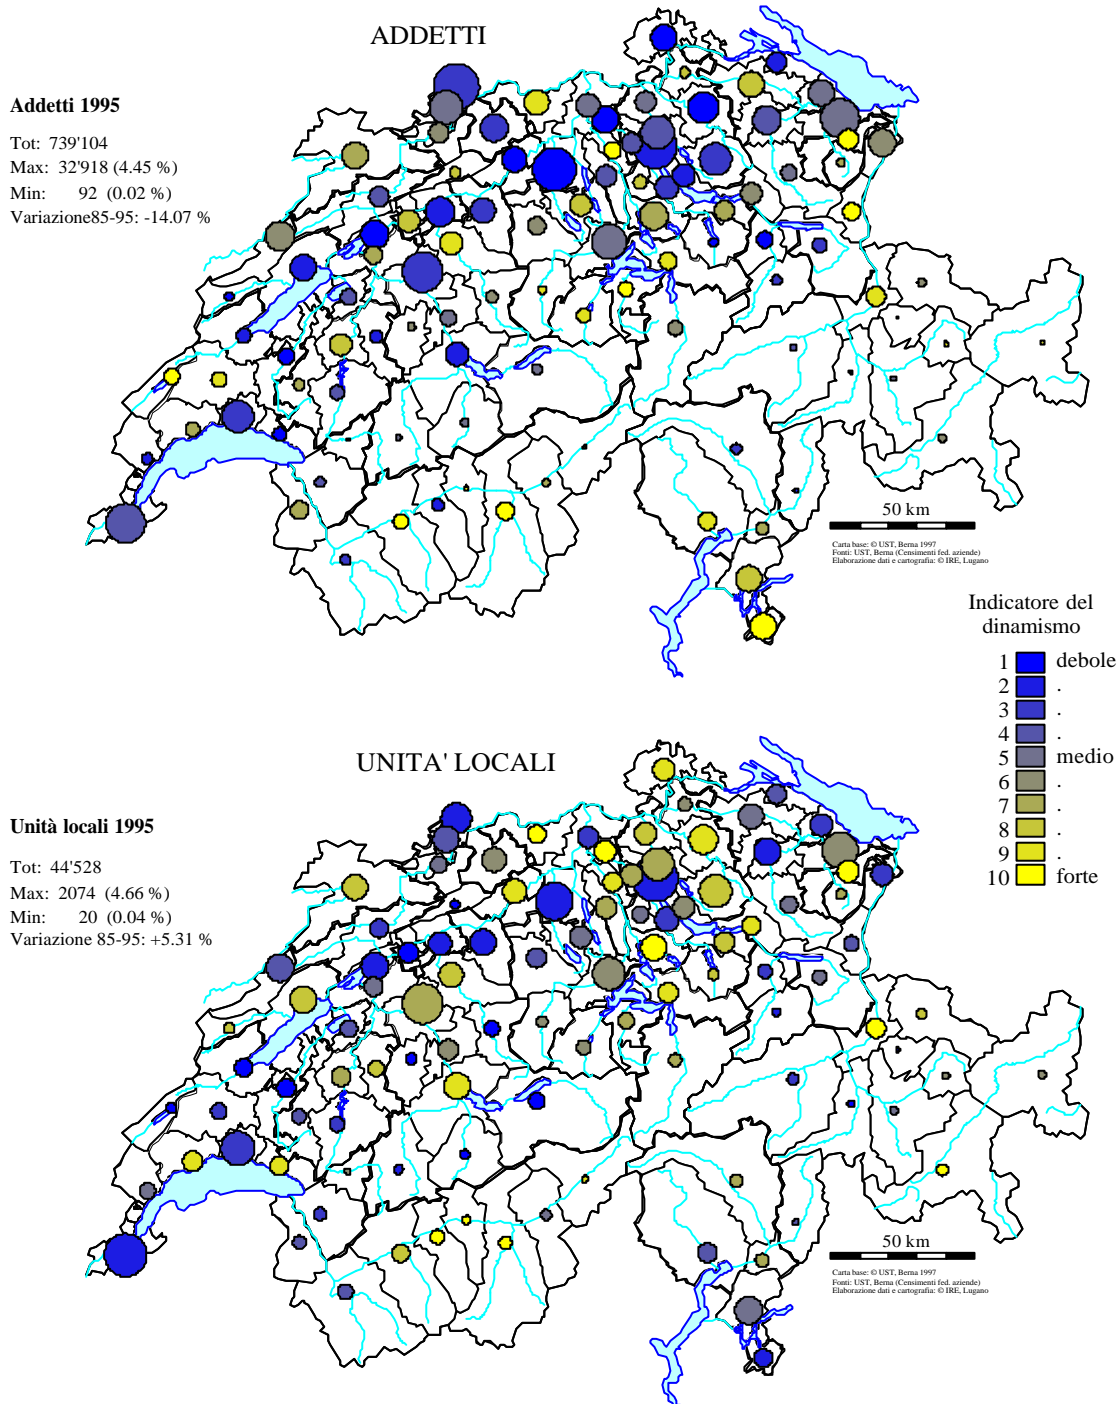 ADDETTI
Addetti 1995
Tot: 739'104
Max: 32'918 (4.45 %)
Min: 92 (0.02 %)
Variazione85-95: -14.07 %
50 km
Carta base: © UST, Berna 1997
Fonti: UST, Berna (Censimenti fed. aziende)
Elaborazione dati e cartografia: © IRE, Lugano
Indicatore del
dinamismo
1 debole
2 .
3 .
4 .
5 medio
6 .
7 .
8 .
9 .
10 forte
UNITA' LOCALI
Unità locali 1995
Tot: 44'528
Max: 2074 (4.66 %)
Min: 20 (0.04 %)
Variazione 85-95: +5.31 %
50 km
Carta base: © UST, Berna 1997
Fonti: UST, Berna (Censimenti fed. aziende)
Elaborazione dati e cartografia: © IRE, Lugano